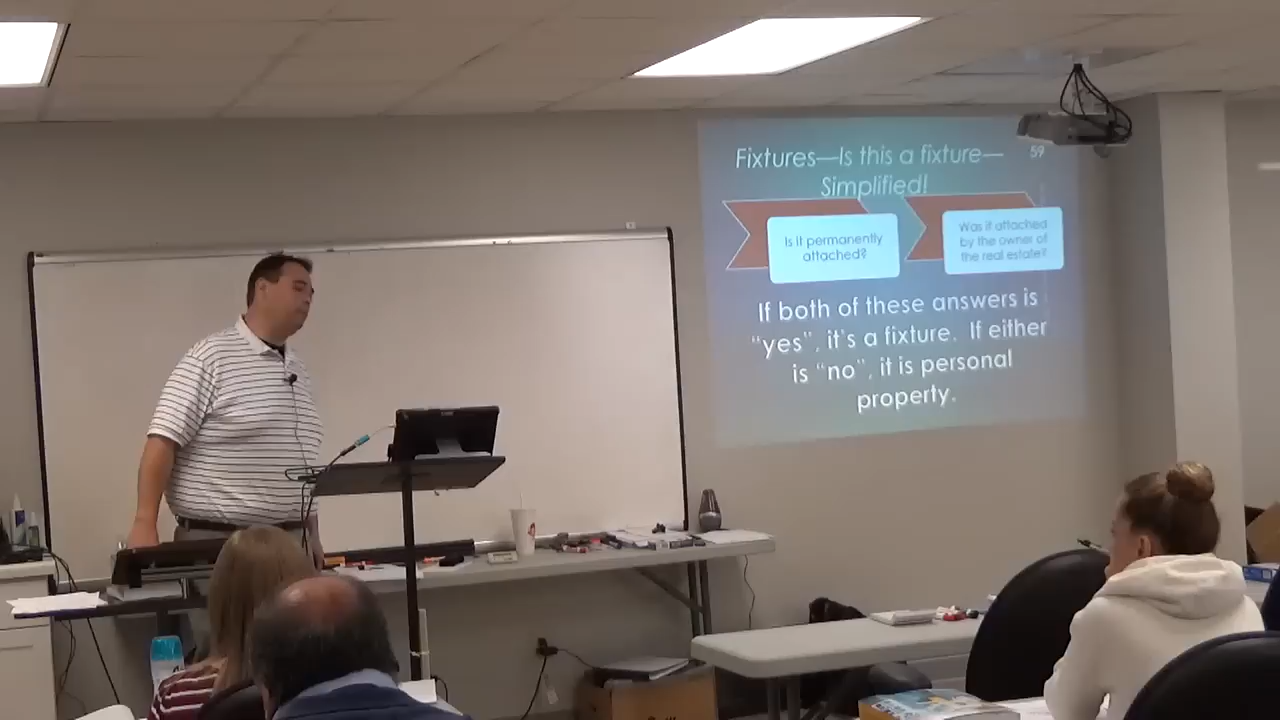 Fixtures—Is this a fixture—
Simplified!
59
Is it permanently
attached?
Was it attached
by the owner of
the real estate?
If both of these answers is
“yes”, it’s a fixture. If either
is “no”, it is personal
property.